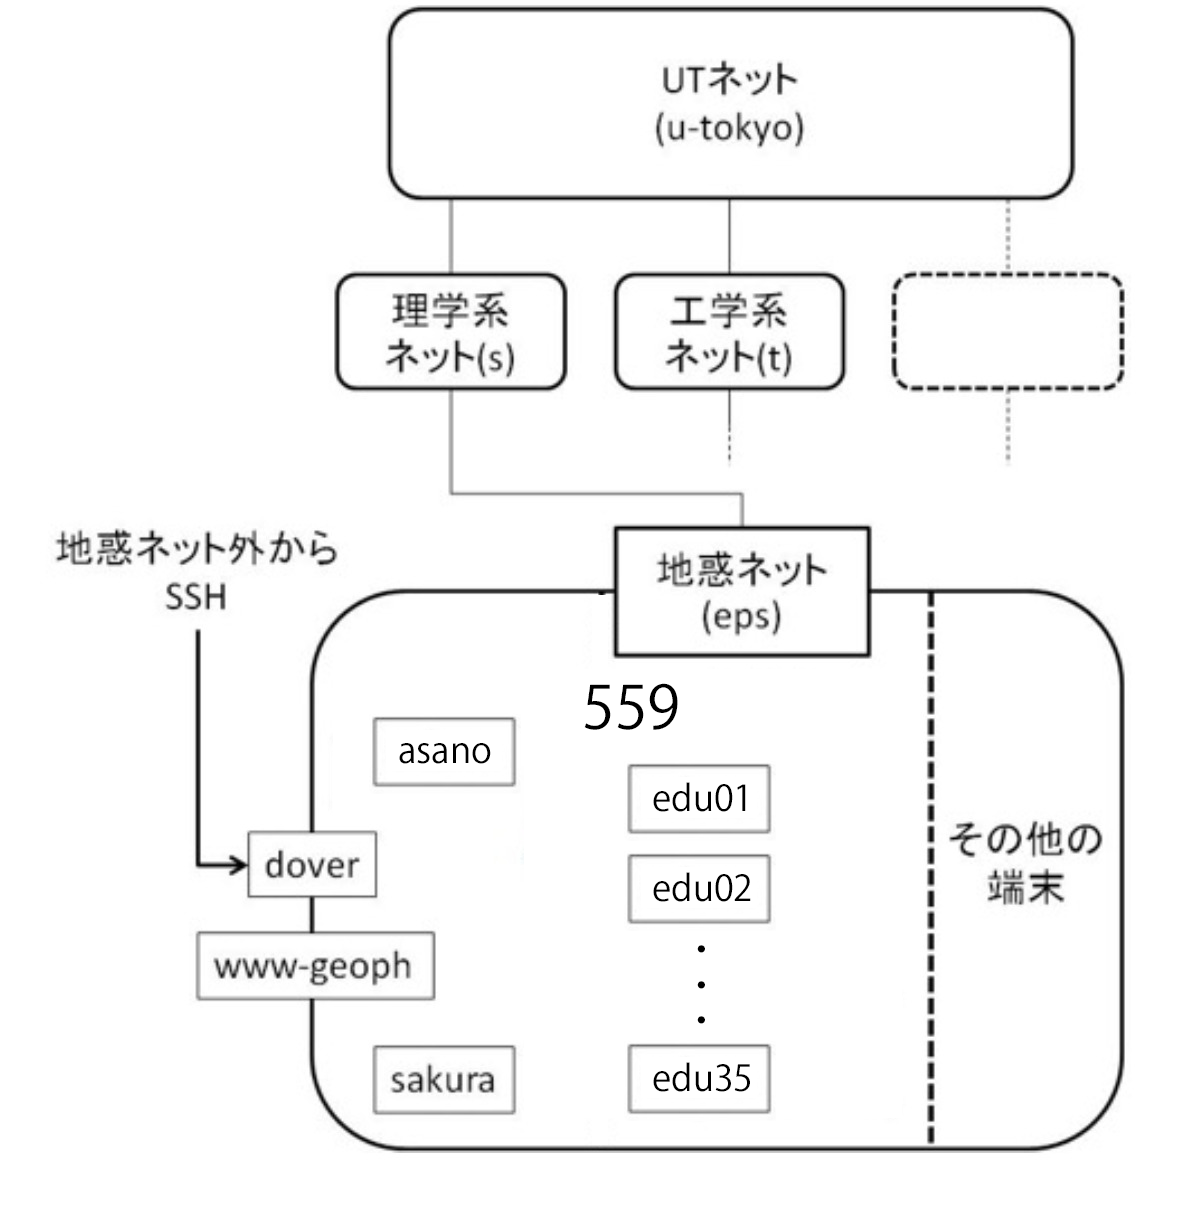 UTネット
(u-tokyo)
理学系
ネット(s)
工学系
ネット(t)
地惑ネット外から
SSH
地惑ネット
(eps)
559
asano
edu01
dover
edu02
その他の
端末
www-geoph
sakura
edu35